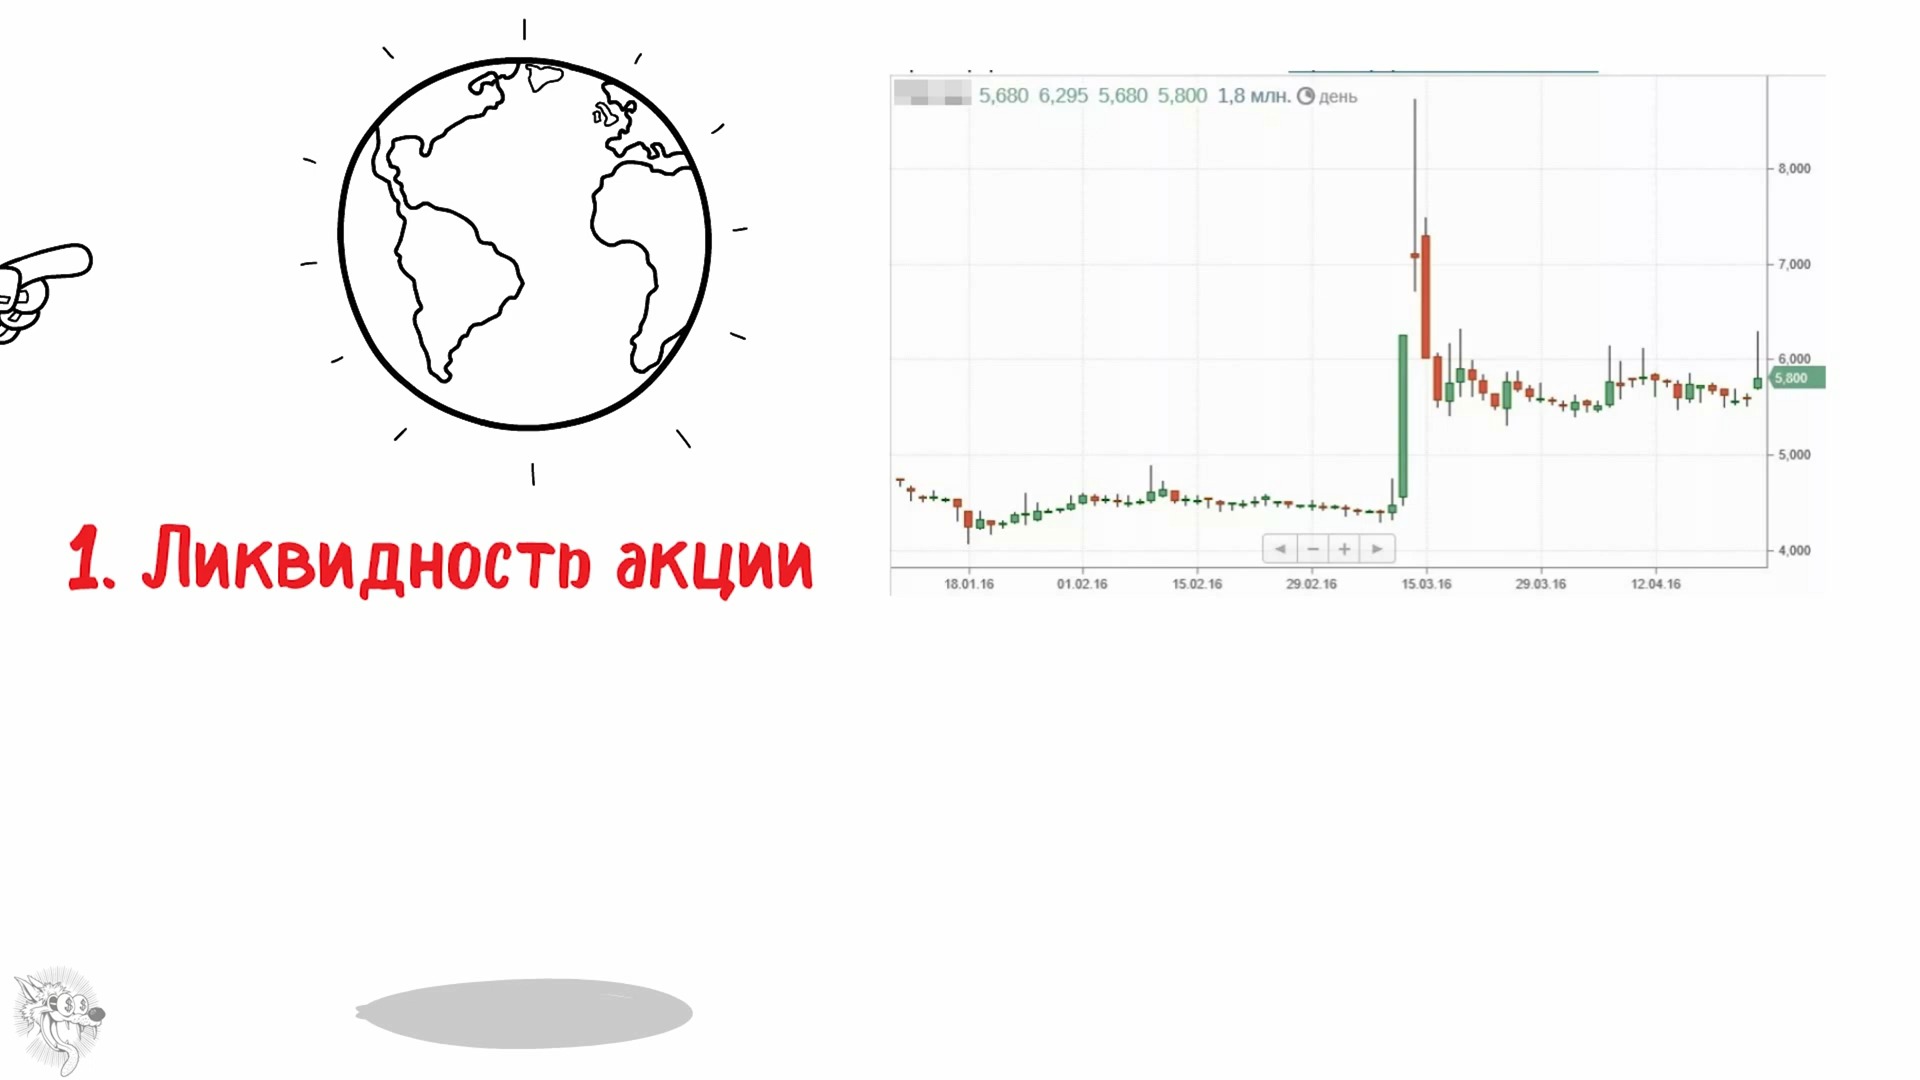 5,680 6,295 5,680 5,800 1,8 млн. день
8,000
7,000
6,000
5,800
5,000
4,000
18.01.16 01.02.16 15.02.16 29.02.16 15.03.16 29.03.16 12.04.16
1. Ликвидность акции